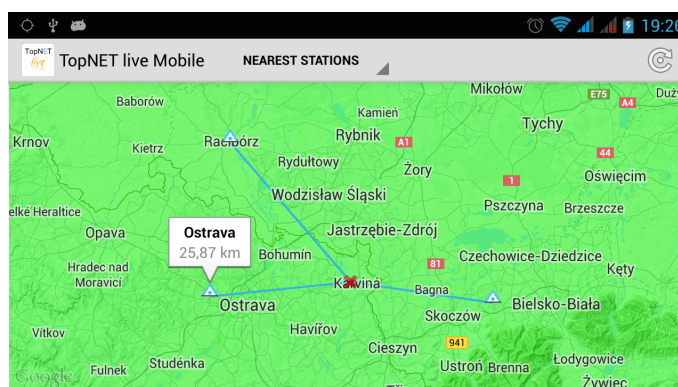 19:26
TopNET
live
TopNET live Mobile
NEAREST STATIONS
Mikołów
E75
A4
Baborów
Kamień
Tychy
Krnov
Racibórz
Rybnik
A1
Kietrz
44
Rydułtowy
Żory
Oświęcim
1
Wodzisław Śląski
Pszczyna
Brzeszcze
elké Heraltice
Opava
Ostrava
25,87 km
Jastrzębie-Zdrój
Bohumín
Czechowice-Dziedzice
Hradec nad
Moravicí
81
Kęty
Karviná
Bagna
Ostrava
Bielsko-Biała
Skoczów
Havířov
Vítkov
941
Cieszyn
Studénka
Łodygowice
Google
Fulnek
Ustroń
Brenna
Żywiec